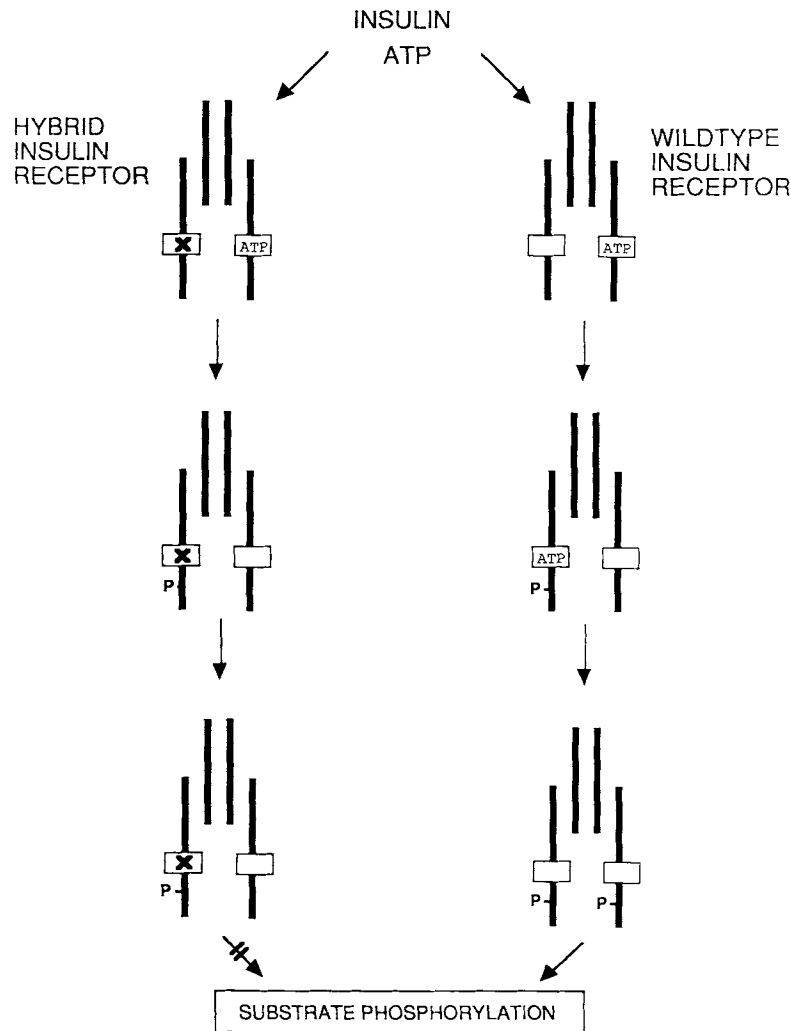 INSULIN
ATP
HYBRID
INSULIN
RECEPTOR
WILDTYPE
INSULIN
RECEPTOR
X ATP
ATP
X
P
ATP
P
X
P
P P
SUBSTRATE PHOSPHORYLATION